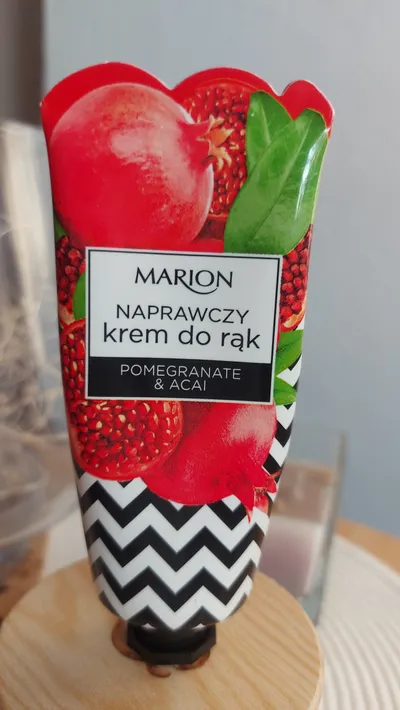 MARION
NAPRAWCZY
krem do rąk
POMEGRANATE
& ACAI